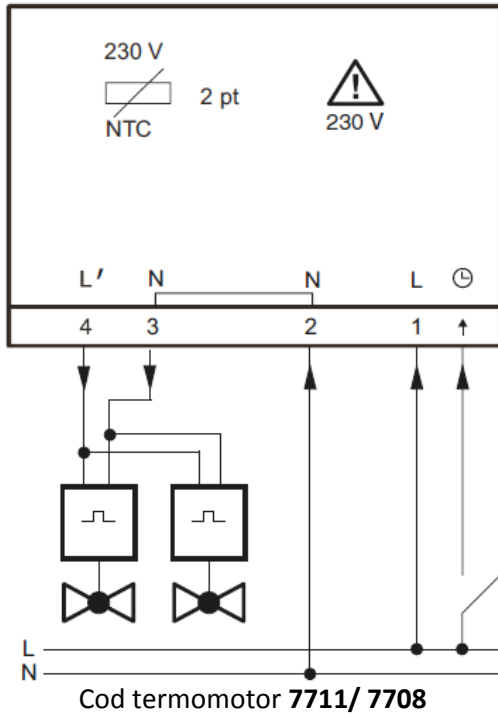 230 V
2 pt
NTC
230 V
L' N N L
4 3 2 1
L
N
Cod termomotor 7711/ 7708